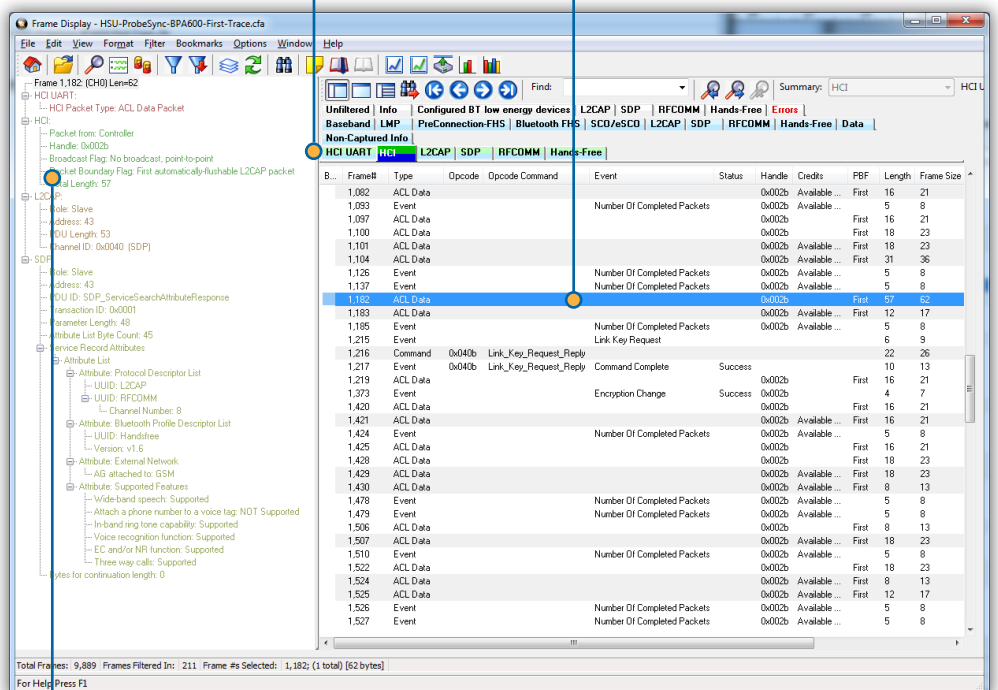 Frame Display - HSU-ProbeSync-BPA600-First-Trace.cfa
File Edit View Format Filter Bookmarks Options Window Help
Find:
Summary: HCI
HCI U
Unfiltered Info Configured BT low energy devices L2CAP SDP RFCOMM Hands-Free Errors
Baseband LMP PreConnection-FHS Bluetooth FHS SCO/eSCO L2CAP SDP RFCOMM Hands-Free Data
Non-Captured Info
HCI UART HCI L2CAP SDP RFCOMM Hands-Free
Frame 1,182: (CH0) Len=62
HCI UART:
HCI Packet Type: ACL Data Packet
HCI:
Packet from: Controller
Handle: 0x002b
Broadcast Flag: No broadcast, point-to-point
Packet Boundary Flag: First automatically-flushable L2CAP packet
Total Length: 57
L2CAP:
Role: Slave
Address: 43
PDU Length: 53
Channel ID: 0x0040 (SDP)
SDP
Role: Slave
Address: 43
PDU ID: SDP_ServiceSearchAttributeResponse
Transaction ID: 0x0001
Parameter Length: 48
Attribute List Byte Count: 45
Service Record Attributes
Attribute List
Attribute: Protocol Descriptor List
UUID: L2CAP
UUID: RFCOMM
Channel Number: 8
Attribute: Bluetooth Profile Descriptor List
UUID: Handsfree
Version: v1.6
Attribute: External Network
AG attached to: GSM
Attribute: Supported Features
Wide-band speech: Supported
Attach a phone number to a voice tag: NOT Supported
In-band ring tone capability: Supported
Voice recognition function: Supported
EC and/or NR function: Supported
Three way calls: Supported
Bytes for continuation length: 0
B... Frame# Type Opcode Opcode Command Event Status Handle Credits PBF Length Frame Size
1,082 ACL Data 0x002b Available ... First 16 21
1,093 Event Number Of Completed Packets 0x002b Available ... 5 8
1,097 ACL Data 0x002b First 16 21
1,100 ACL Data 0x002b First 18 23
1,101 ACL Data 0x002b Available ... First 18 23
1,104 ACL Data 0x002b Available ... First 31 36
1,126 Event Number Of Completed Packets 0x002b Available ... 5 8
1,137 Event Number Of Completed Packets 0x002b Available ... 5 8
1,182 ACL Data 0x002b First 57 62
1,183 ACL Data 0x002b Available ... First 12 17
1,185 Event Number Of Completed Packets 0x002b Available ... 5 8
1,215 Event Link Key Request 6 9
1,216 Command 0x040b Link_Key_Request_Reply 22 26
1,217 Event 0x040b Link_Key_Request_Reply Command Complete Success 10 13
1,219 ACL Data 0x002b First 16 21
1,373 Event Encryption Change Success 0x002b 4 7
1,420 ACL Data 0x002b First 16 21
1,421 ACL Data 0x002b Available ... First 16 21
1,424 Event Number Of Completed Packets 0x002b Available ... 5 8
1,425 ACL Data 0x002b First 16 21
1,428 ACL Data 0x002b First 18 23
1,429 ACL Data 0x002b Available ... First 18 23
1,430 ACL Data 0x002b Available ... First 8 13
1,478 Event Number Of Completed Packets 0x002b Available ... 5 8
1,479 Event Number Of Completed Packets 0x002b Available ... 5 8
1,506 ACL Data 0x002b First 8 13
1,507 ACL Data 0x002b Available ... First 18 23
1,510 Event Number Of Completed Packets 0x002b Available ... 5 8
1,522 ACL Data 0x002b First 18 23
1,524 ACL Data 0x002b Available ... First 8 13
1,525 ACL Data 0x002b Available ... First 12 17
1,526 Event Number Of Completed Packets 0x002b Available ... 5 8
1,527 Event Number Of Completed Packets 0x002b Available ... 5 8
Total Frames: 9,889 Frames Filtered In: 211 Frame #s Selected: 1,182; (1 total) [62 bytes]
For Help Press F1